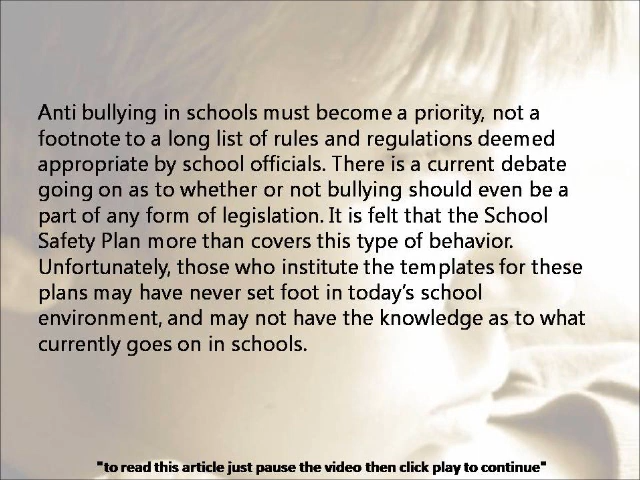 Anti bullying in schools must become a priority, not a
footnote to a long list of rules and regulations deemed
appropriate by school officials. There is a current debate
going on as to whether or not bullying should even be a
part of any form of legislation. It is felt that the School
Safety Plan more than covers this type of behavior.
Unfortunately, those who institute the templates for these
plans may have never set foot in today's school
environment, and may not have the knowledge as to what
currently goes on in schools.
"to read this article just pause the video then click play to continue"